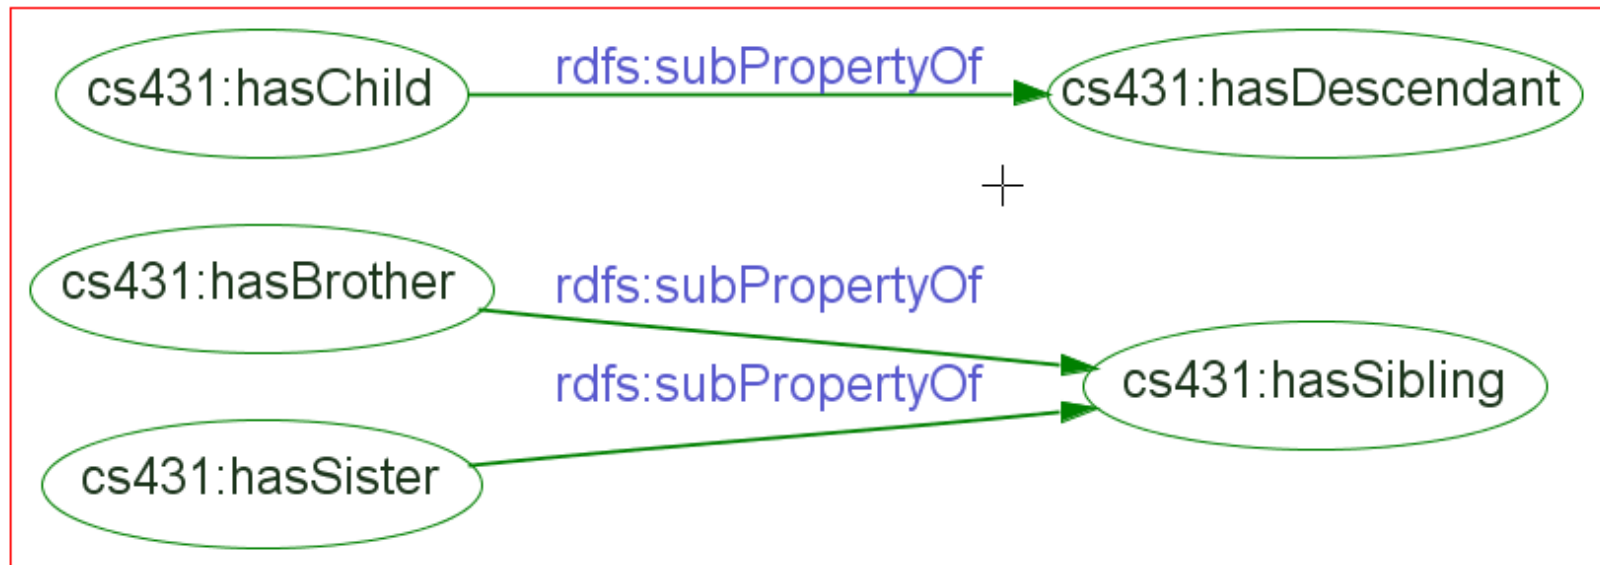 cs431:hasChild rdfs:subPropertyOf cs431:hasDescendant
cs431:hasBrother rdfs:subPropertyOf
rdfs:subPropertyOf cs431:hasSibling
cs431:hasSister